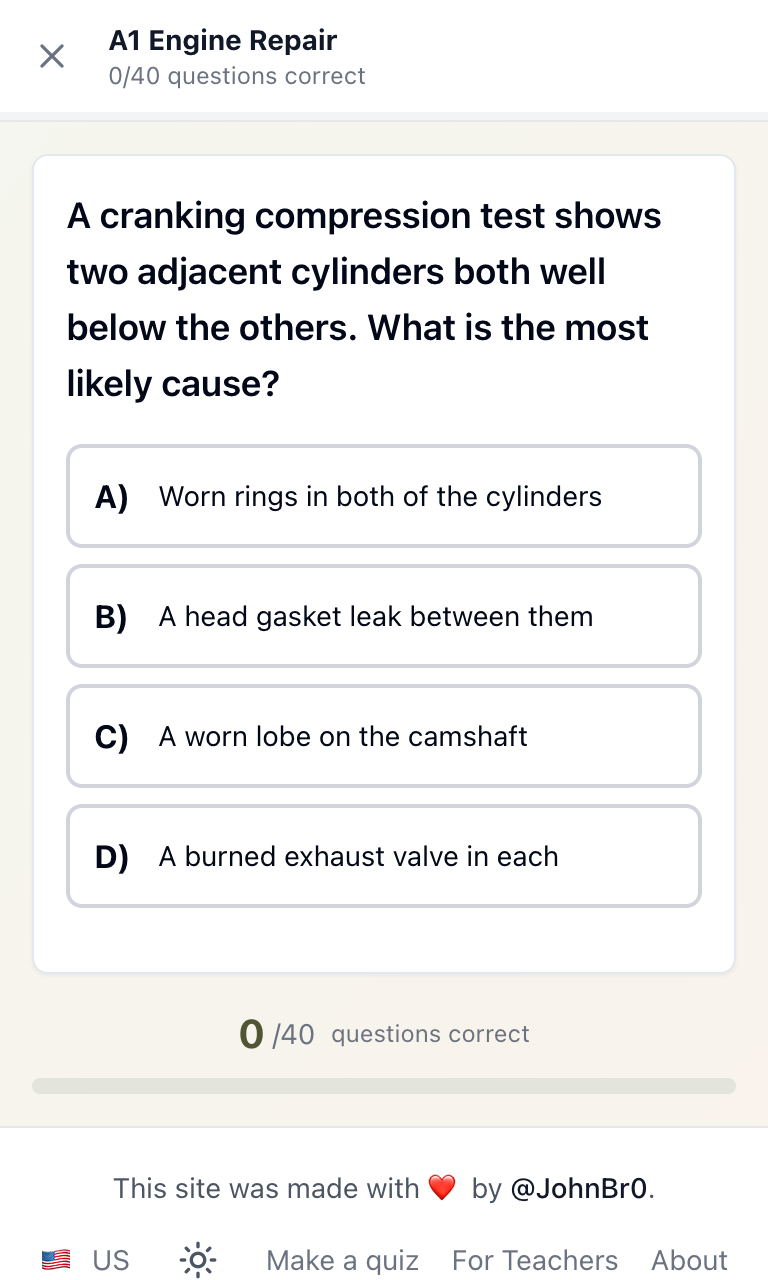 A1 Engine Repair
0/40 questions correct
A cranking compression test shows
two adjacent cylinders both well
below the others. What is the most
likely cause?
A) Worn rings in both of the cylinders
B) A head gasket leak between them
C) A worn lobe on the camshaft
D) A burned exhaust valve in each
0 /40 questions correct
This site was made with ❤️ by @JohnBr0.
🇺🇸 US Make a quiz For Teachers About